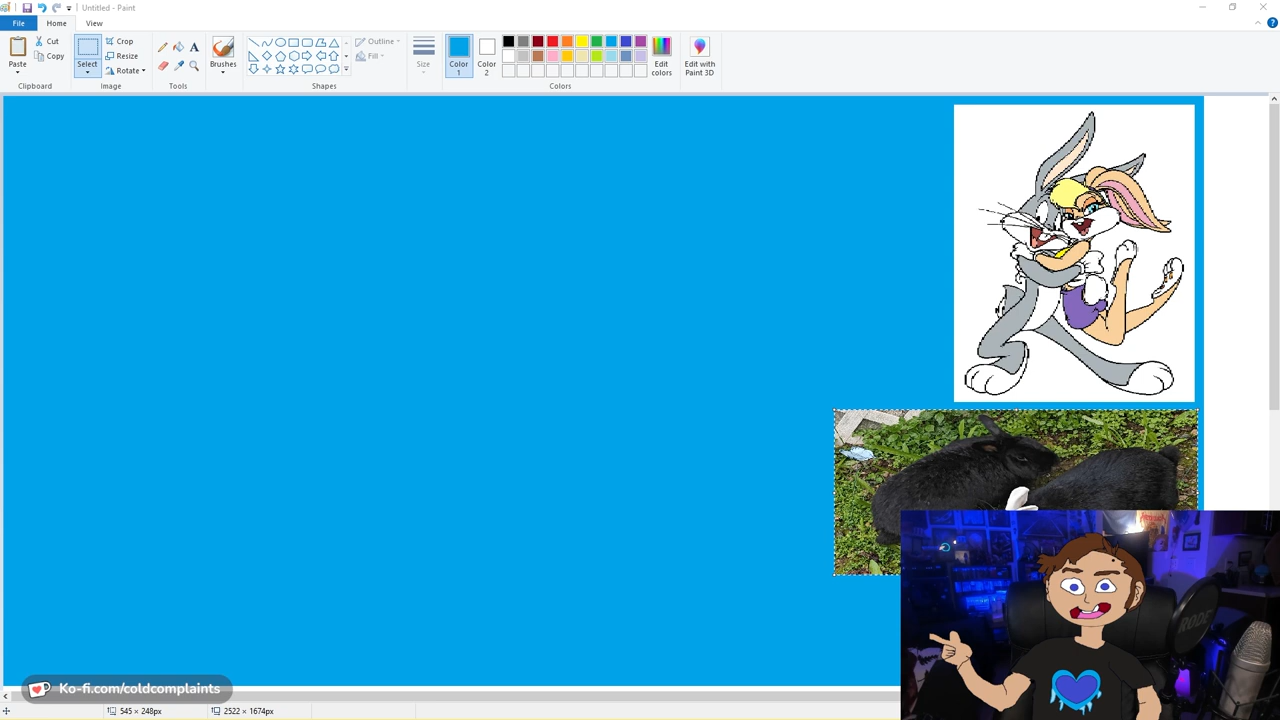 Untitled - Paint
File Home View
Paste
Cut
Copy
Clipboard
Select
Crop
Resize
Rotate
Image
A
Tools
Brushes
Outline
Fill
Shapes
Size
Color 1
Color 2
Edit colors
Colors
Edit with Paint 3D
RODE
Ko-fi.com/coldcomplaints
545 × 248px
2522 × 1674px